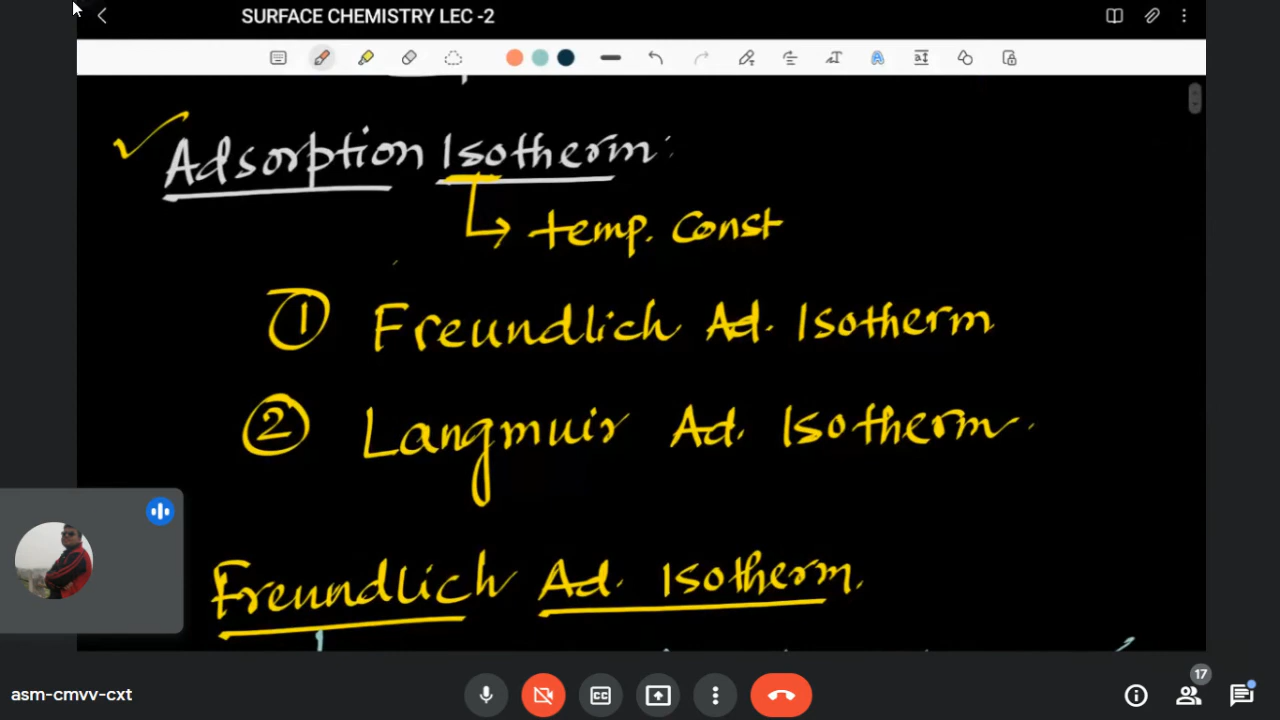 SURFACE CHEMISTRY LEC -2
Adsorption Isotherm:
temp. Const
① Freundlich Ad. Isotherm
② Langmuir Ad. Isotherm.
Freundlich Ad. Isotherm.
asm-cmvv-cxt
CC
17